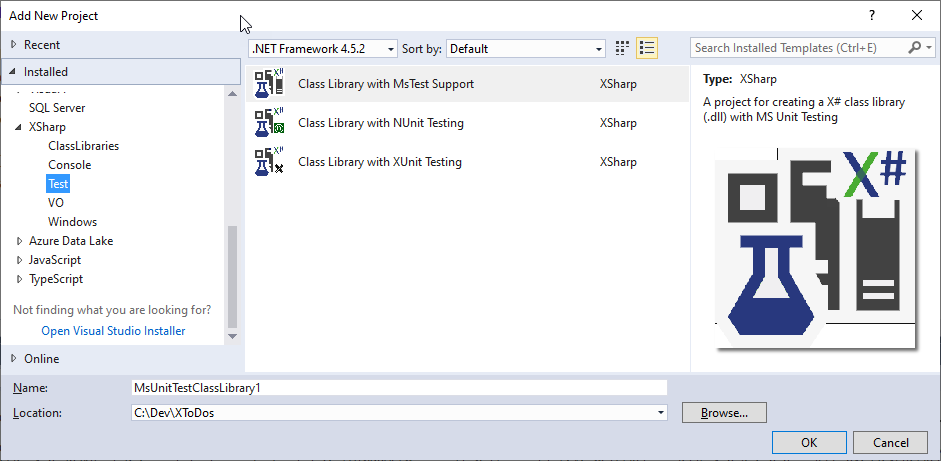 Add New Project
Recent
.NET Framework 4.5.2
Sort by:
Default
Search Installed Templates (Ctrl+E)
Installed
SQL Server
XSharp
ClassLibraries
Console
Test
VO
Windows
Azure Data Lake
JavaScript
TypeScript
Not finding what you are looking for?
Open Visual Studio Installer
Online
Class Library with MsTest Support XSharp
Class Library with NUnit Testing XSharp
Class Library with XUnit Testing XSharp
Type: XSharp
A project for creating a X# class library
(.dll) with MS Unit Testing
X#
Name: MsUnitTestClassLibrary1
Location: C:\Dev\XToDos
Browse...
OK
Cancel